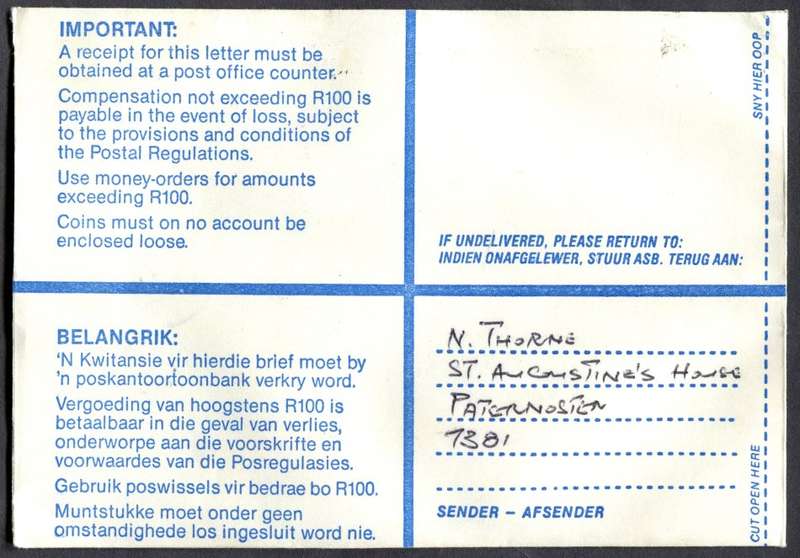 IMPORTANT:
A receipt for this letter must be
obtained at a post office counter.
Compensation not exceeding R100 is
payable in the event of loss, subject
to the provisions and conditions of
the Postal Regulations.
Use money-orders for amounts
exceeding R100.
Coins must on no account be
enclosed loose.
SNY HIER OOP
IF UNDELIVERED, PLEASE RETURN TO:
INDIEN ONAFGELEWER, STUUR ASB. TERUG AAN:
BELANGRIK:
'N Kwitansie vir hierdie brief moet by
'n poskantoortoonbank verkry word.
Vergoeding van hoogstens R100 is
betaalbaar in die geval van verlies,
onderworpe aan die voorskrifte en
voorwaardes van die Posregulasies.
Gebruik poswissels vir bedrae bo R100.
Muntstukke moet onder geen
omstandighede los ingesluit word nie.
N. THORNE
ST. AUGUSTINE'S HOUSE
PATERNOSTER
7381
SENDER – AFSENDER
CUT OPEN HERE